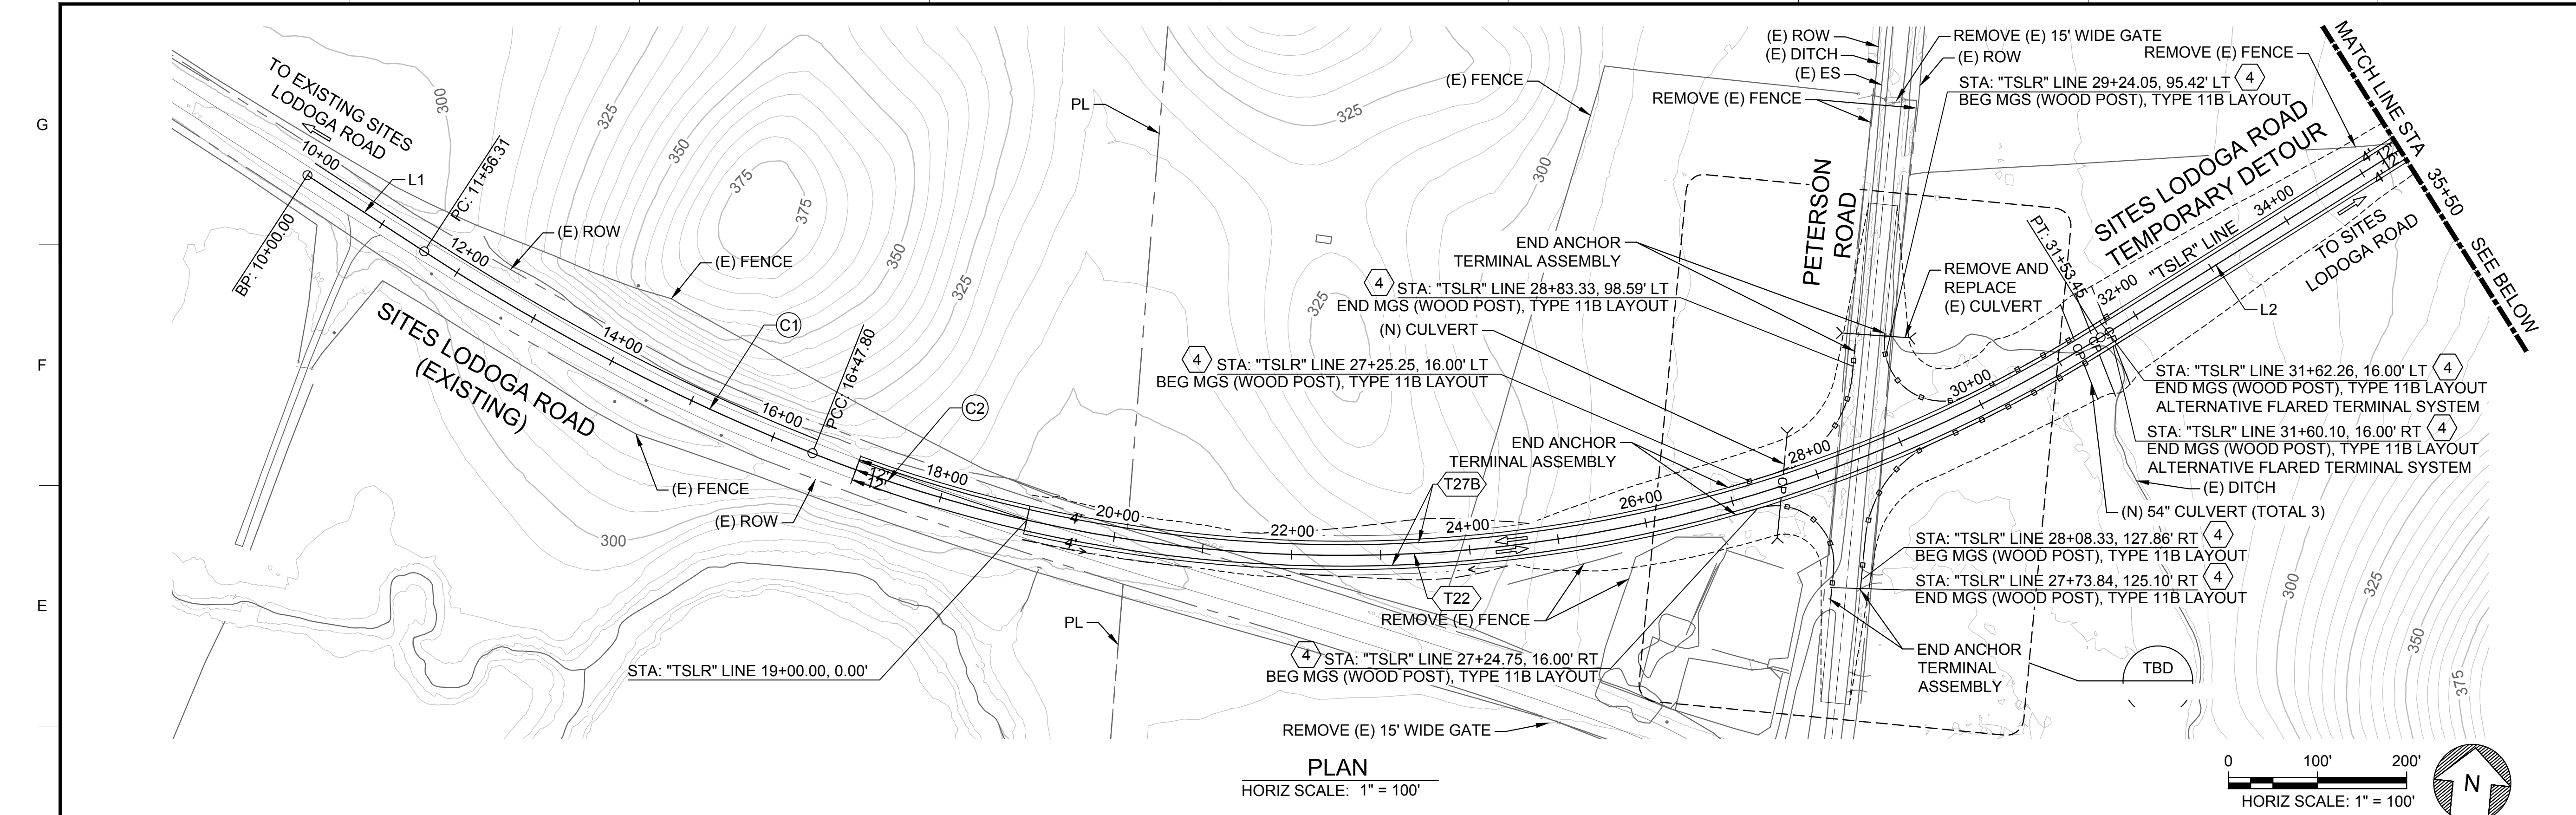 G
F
E
TO EXISTING SITES
LODOGA ROAD
10+00
BP: 10+00.00
L1
PC: 11+56.31
12+00
300
325
350
375
375
350
325
(E) ROW
(E) FENCE
SITES LODOGA ROAD
(EXISTING)
14+00
C1
16+00
PCC: 16+47.80
C2
12'
12'
18+00
(E) FENCE
(E) ROW
300
STA: "TSLR" LINE 19+00.00, 0.00'
4'
4'
20+00
22+00
24+00
26+00
28+00
30+00
32+00
34+00
PL
PL
(E) FENCE
325
300
325
(E) ROW
(E) DITCH
(E) ES
REMOVE (E) FENCE
REMOVE (E) 15' WIDE GATE
(E) ROW
REMOVE (E) FENCE
STA: "TSLR" LINE 29+24.05, 95.42' LT 4
BEG MGS (WOOD POST), TYPE 11B LAYOUT
PETERSON
ROAD
END ANCHOR
TERMINAL ASSEMBLY
4 STA: "TSLR" LINE 28+83.33, 98.59' LT
END MGS (WOOD POST), TYPE 11B LAYOUT
(N) CULVERT
4 STA: "TSLR" LINE 27+25.25, 16.00' LT
BEG MGS (WOOD POST), TYPE 11B LAYOUT
END ANCHOR
TERMINAL ASSEMBLY
T27B
T22
REMOVE (E) FENCE
4 STA: "TSLR" LINE 27+24.75, 16.00' RT
BEG MGS (WOOD POST), TYPE 11B LAYOUT
REMOVE (E) 15' WIDE GATE
REMOVE AND
REPLACE
(E) CULVERT
SITES LODOGA ROAD
TEMPORARY DETOUR
"TSLR" LINE
PT: 31+53.45
TO SITES
LODOGA ROAD
L2
4'
12'
12'
4'
MATCH LINE STA 35+50 SEE BELOW
STA: "TSLR" LINE 31+62.26, 16.00' LT 4
END MGS (WOOD POST), TYPE 11B LAYOUT
ALTERNATIVE FLARED TERMINAL SYSTEM
STA: "TSLR" LINE 31+60.10, 16.00' RT 4
END MGS (WOOD POST), TYPE 11B LAYOUT
ALTERNATIVE FLARED TERMINAL SYSTEM
(E) DITCH
(N) 54" CULVERT (TOTAL 3)
STA: "TSLR" LINE 28+08.33, 127.86' RT 4
BEG MGS (WOOD POST), TYPE 11B LAYOUT
STA: "TSLR" LINE 27+73.84, 125.10' RT 4
END MGS (WOOD POST), TYPE 11B LAYOUT
END ANCHOR
TERMINAL
ASSEMBLY
TBD
300
325
350
375
PLAN
HORIZ SCALE: 1" = 100'
0 100' 200'
HORIZ SCALE: 1" = 100'
N